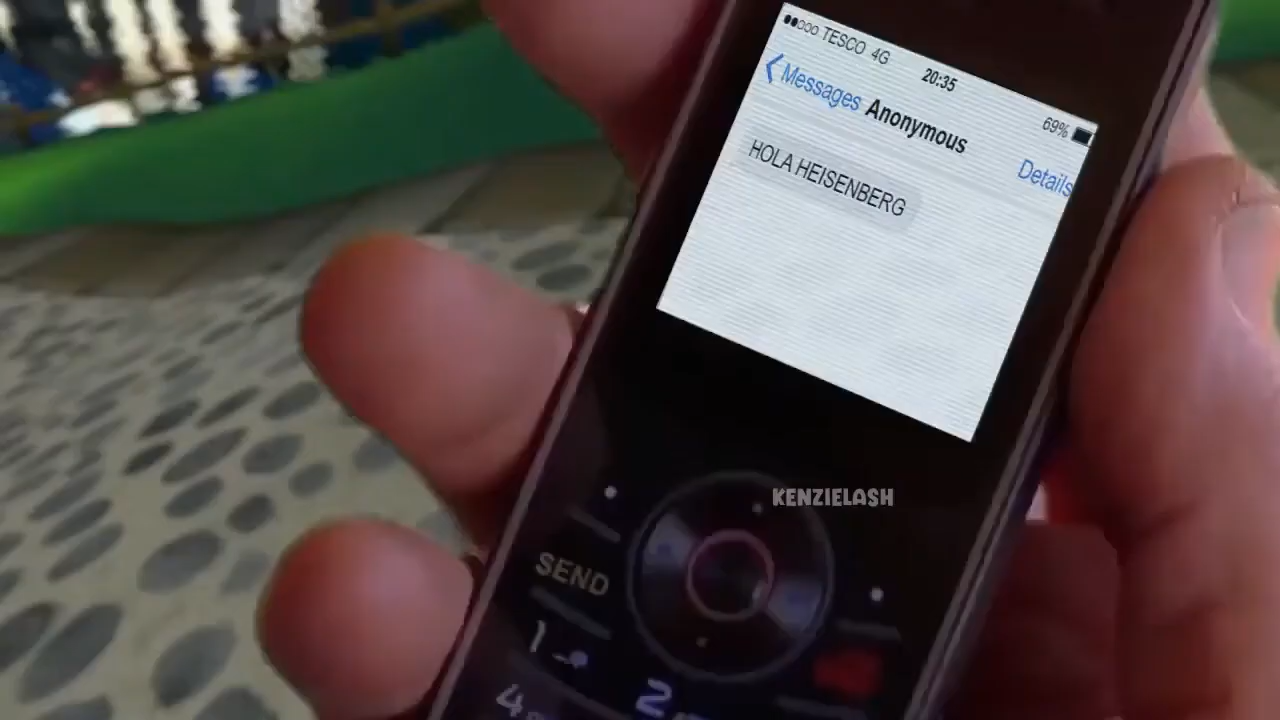 TESCO 4G
20:35
69%
Messages
Anonymous
Details
HOLA HEISENBERG
KENZIELASH
SEND
1
2
4